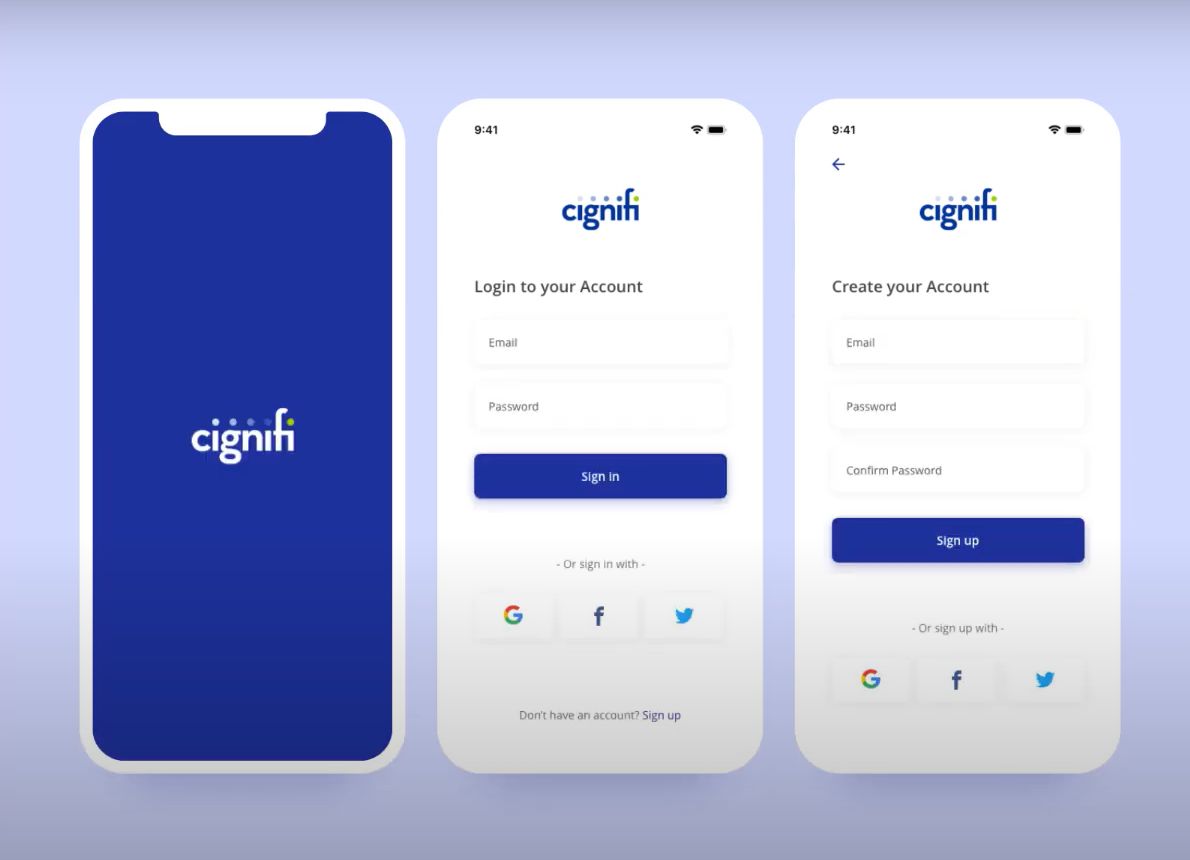 cignifi
9:41
cignifi
Login to your Account
Email
Password
Sign in
- Or sign in with -
G
f
Don't have an account? Sign up
9:41
cignifi
Create your Account
Email
Password
Confirm Password
Sign up
- Or sign up with -
G
f